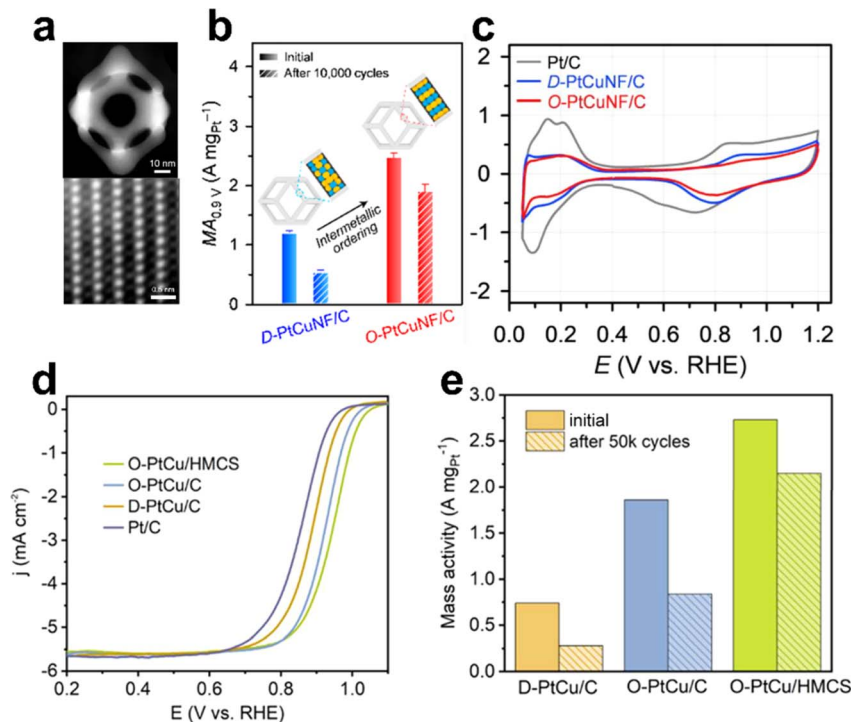 a
10 nm
0.5 nm
b
Initial
After 10,000 cycles
MA0.9 V (A mgPt−1)
4
3
2
1
0
Intermetallic
ordering
D-PtCuNF/C
O-PtCuNF/C
c
Pt/C
D-PtCuNF/C
O-PtCuNF/C
2
1
0
-1
-2
0.0
0.2
0.4
0.6
0.8
1.0
1.2
E (V vs. RHE)
d
O-PtCu/HMCS
O-PtCu/C
D-PtCu/C
Pt/C
j (mA cm-2)
0
-1
-2
-3
-4
-5
-6
0.2
0.4
0.6
0.8
1.0
E (V vs. RHE)
e
initial
after 50k cycles
Mass activity (A mgPt−1)
3.0
2.5
2.0
1.5
1.0
0.5
0.0
D-PtCu/C
O-PtCu/C
O-PtCu/HMCS